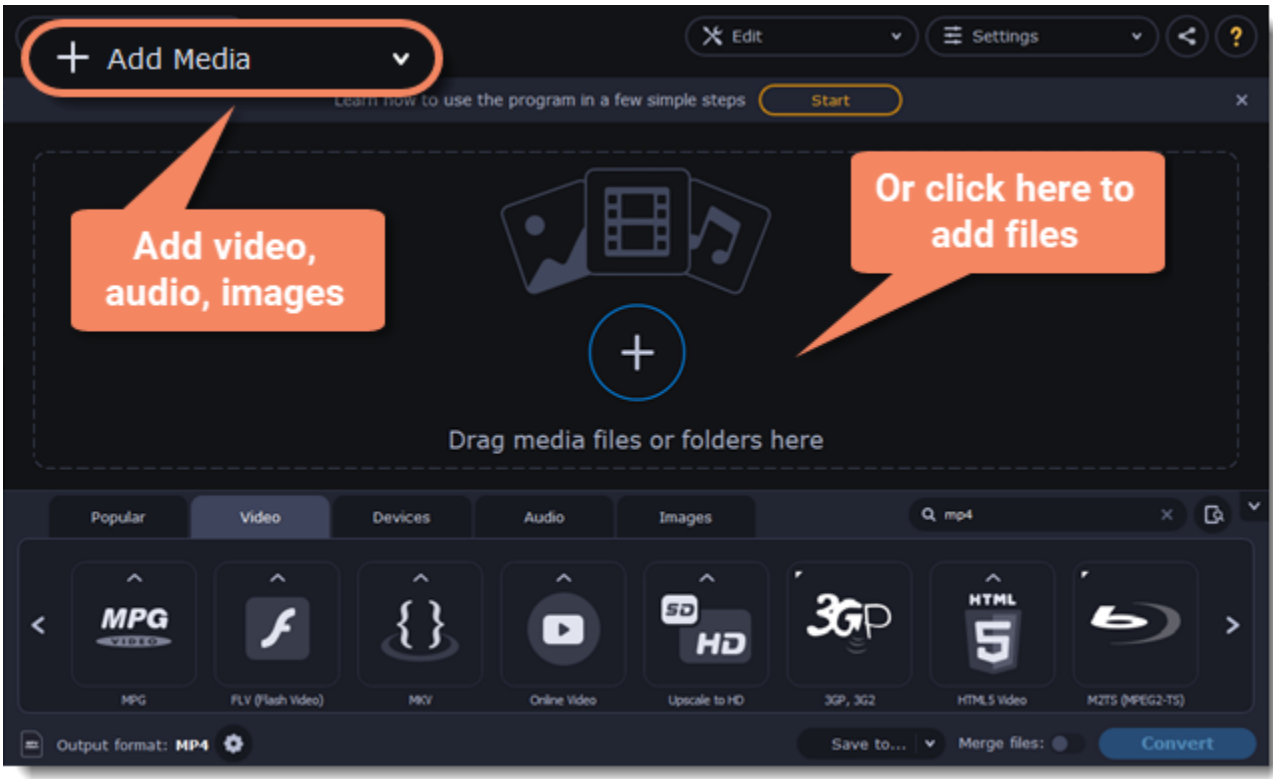 Add Media
Edit
Settings
?
Learn how to use the program in a few simple steps
Start
Add video,
audio, images
Or click here to
add files
Drag media files or folders here
Popular
Video
Devices
Audio
Images
mp4
MPG
VIDEO
SD
HD
3GP
HTML
5
MPG
FLV (Flash Video)
MKV
Online Video
Upscale to HD
3GP, 3G2
HTML5 Video
M2TS (MPEG2-TS)
Output format: MP4
Save to...
Merge files:
Convert